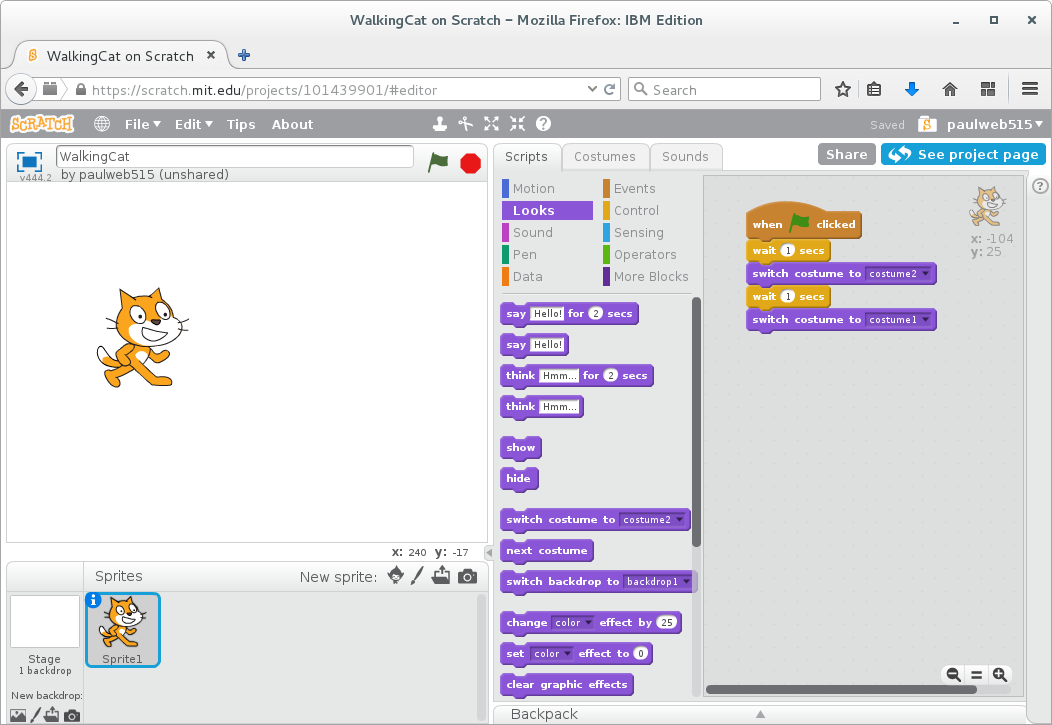 WalkingCat on Scratch – Mozilla Firefox: IBM Edition
WalkingCat on Scratch
https://scratch.mit.edu/projects/101439901/#editor
Search
SCRATCH
File
Edit
Tips
About
Saved
paulweb515
WalkingCat
by paulweb515 (unshared)
v444.2
Scripts
Costumes
Sounds
Share
See project page
Motion
Events
Looks
Control
Sound
Sensing
Pen
Operators
Data
More Blocks
say Hello! for 2 secs
say Hello!
think Hmm... for 2 secs
think Hmm...
show
hide
switch costume to costume2
next costume
switch backdrop to backdrop1
change color effect by 25
set color effect to 0
clear graphic effects
when clicked
wait 1 secs
switch costume to costume2
wait 1 secs
switch costume to costume1
x: -104
y: 25
x: 240 y: -17
Sprites
New sprite:
Stage
1 backdrop
New backdrop:
Sprite1
Backpack